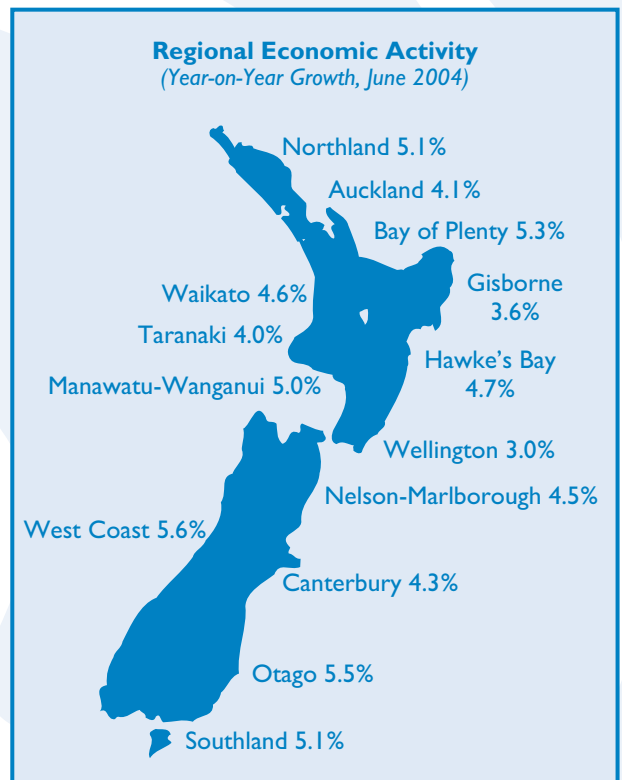 Regional Economic Activity
(Year-on-Year Growth, June 2004)
Northland 5.1%
Auckland 4.1%
Bay of Plenty 5.3%
Gisborne
3.6%
Waikato 4.6%
Taranaki 4.0%
Hawke's Bay
4.7%
Manawatu-Wanganui 5.0%
Wellington 3.0%
Nelson-Marlborough 4.5%
West Coast 5.6%
Canterbury 4.3%
Otago 5.5%
Southland 5.1%